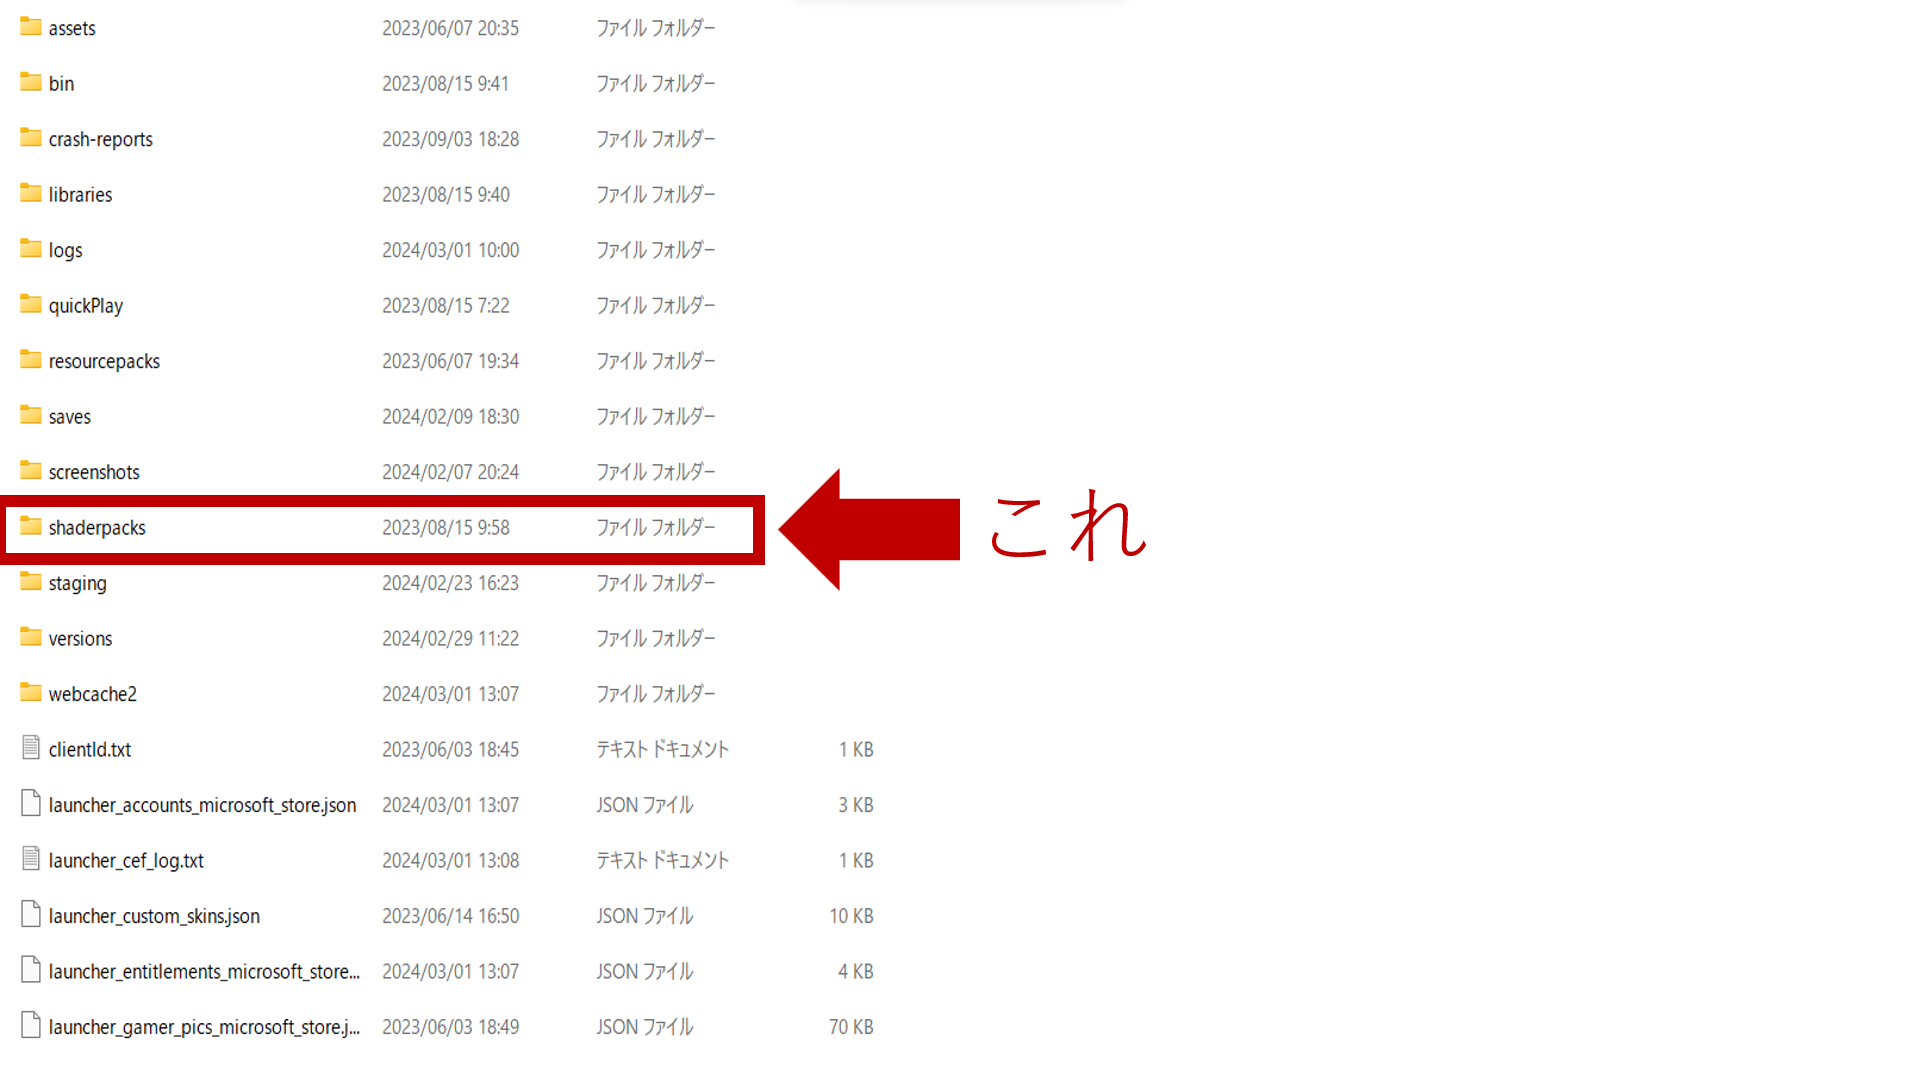 assets 2023/06/07 20:35 ファイル フォルダー
bin 2023/08/15 9:41 ファイル フォルダー
crash-reports 2023/09/03 18:28 ファイル フォルダー
libraries 2023/08/15 9:40 ファイル フォルダー
logs 2024/03/01 10:00 ファイル フォルダー
quickPlay 2023/08/15 7:22 ファイル フォルダー
resourcepacks 2023/06/07 19:34 ファイル フォルダー
saves 2024/02/09 18:30 ファイル フォルダー
screenshots 2024/02/07 20:24 ファイル フォルダー
shaderpacks 2023/08/15 9:58 ファイル フォルダー これ
staging 2024/02/23 16:23 ファイル フォルダー
versions 2024/02/29 11:22 ファイル フォルダー
webcache2 2024/03/01 13:07 ファイル フォルダー
clientId.txt 2023/06/03 18:45 テキスト ドキュメント 1 KB
launcher_accounts_microsoft_store.json 2024/03/01 13:07 JSON ファイル 3 KB
launcher_cef_log.txt 2024/03/01 13:08 テキスト ドキュメント 1 KB
launcher_custom_skins.json 2023/06/14 16:50 JSON ファイル 10 KB
launcher_entitlements_microsoft_store... 2024/03/01 13:07 JSON ファイル 4 KB
launcher_gamer_pics_microsoft_store.j... 2023/06/03 18:49 JSON ファイル 70 KB